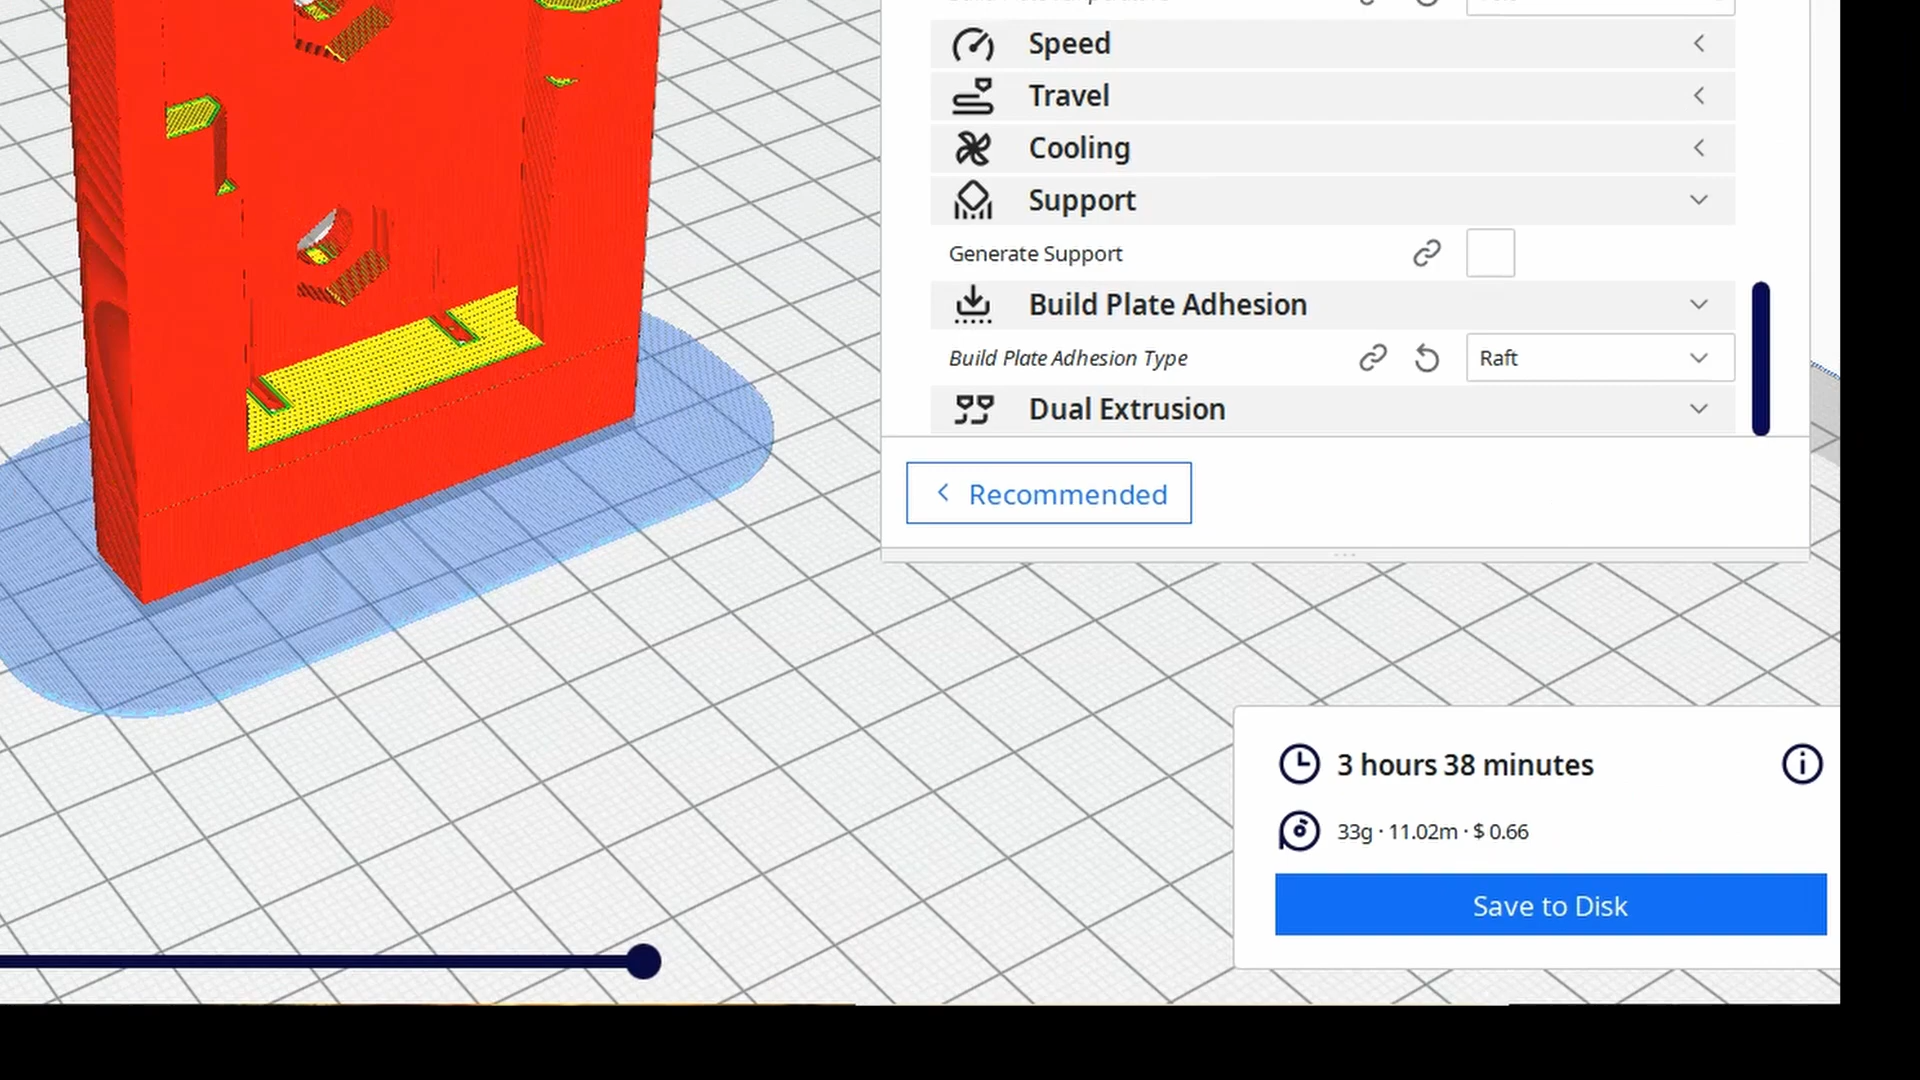 Speed
Travel
Cooling
Support
Generate Support
Build Plate Adhesion
Build Plate Adhesion Type
Raft
Dual Extrusion
Recommended
3 hours 38 minutes
33g · 11.02m · $ 0.66
Save to Disk